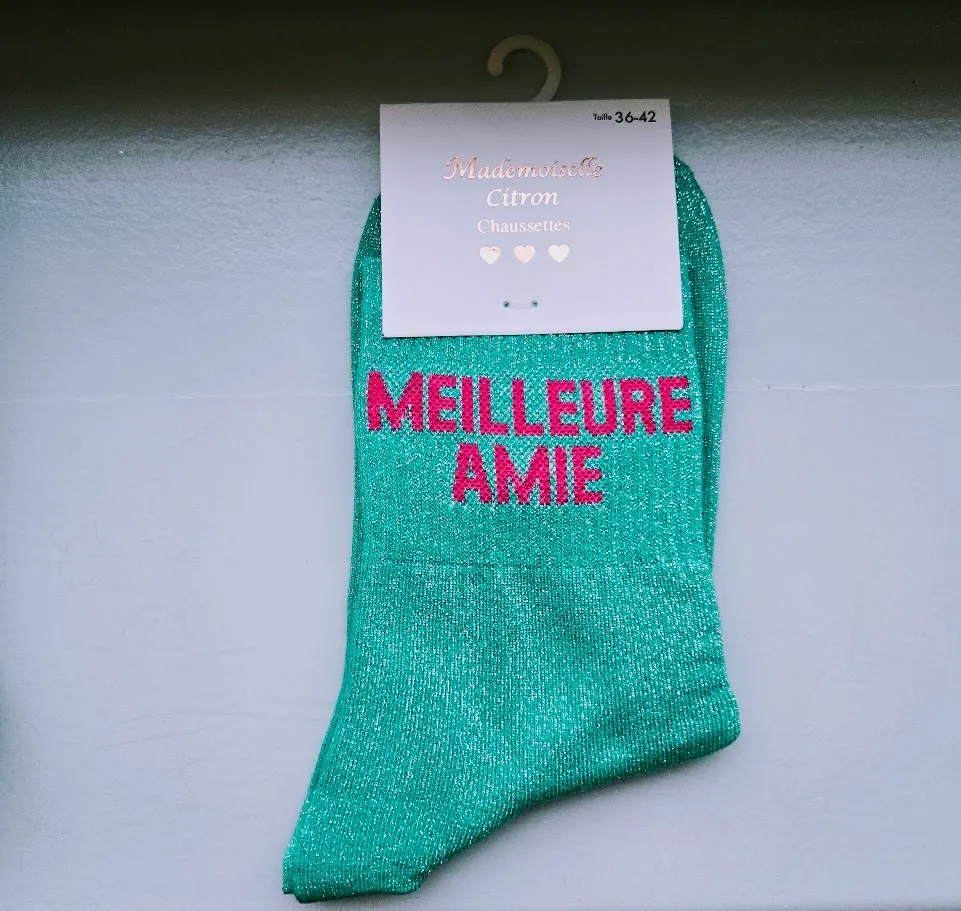 Taille 36-42
Mademoiselle
Citron
Chaussettes
MEILLEURE
AMIE